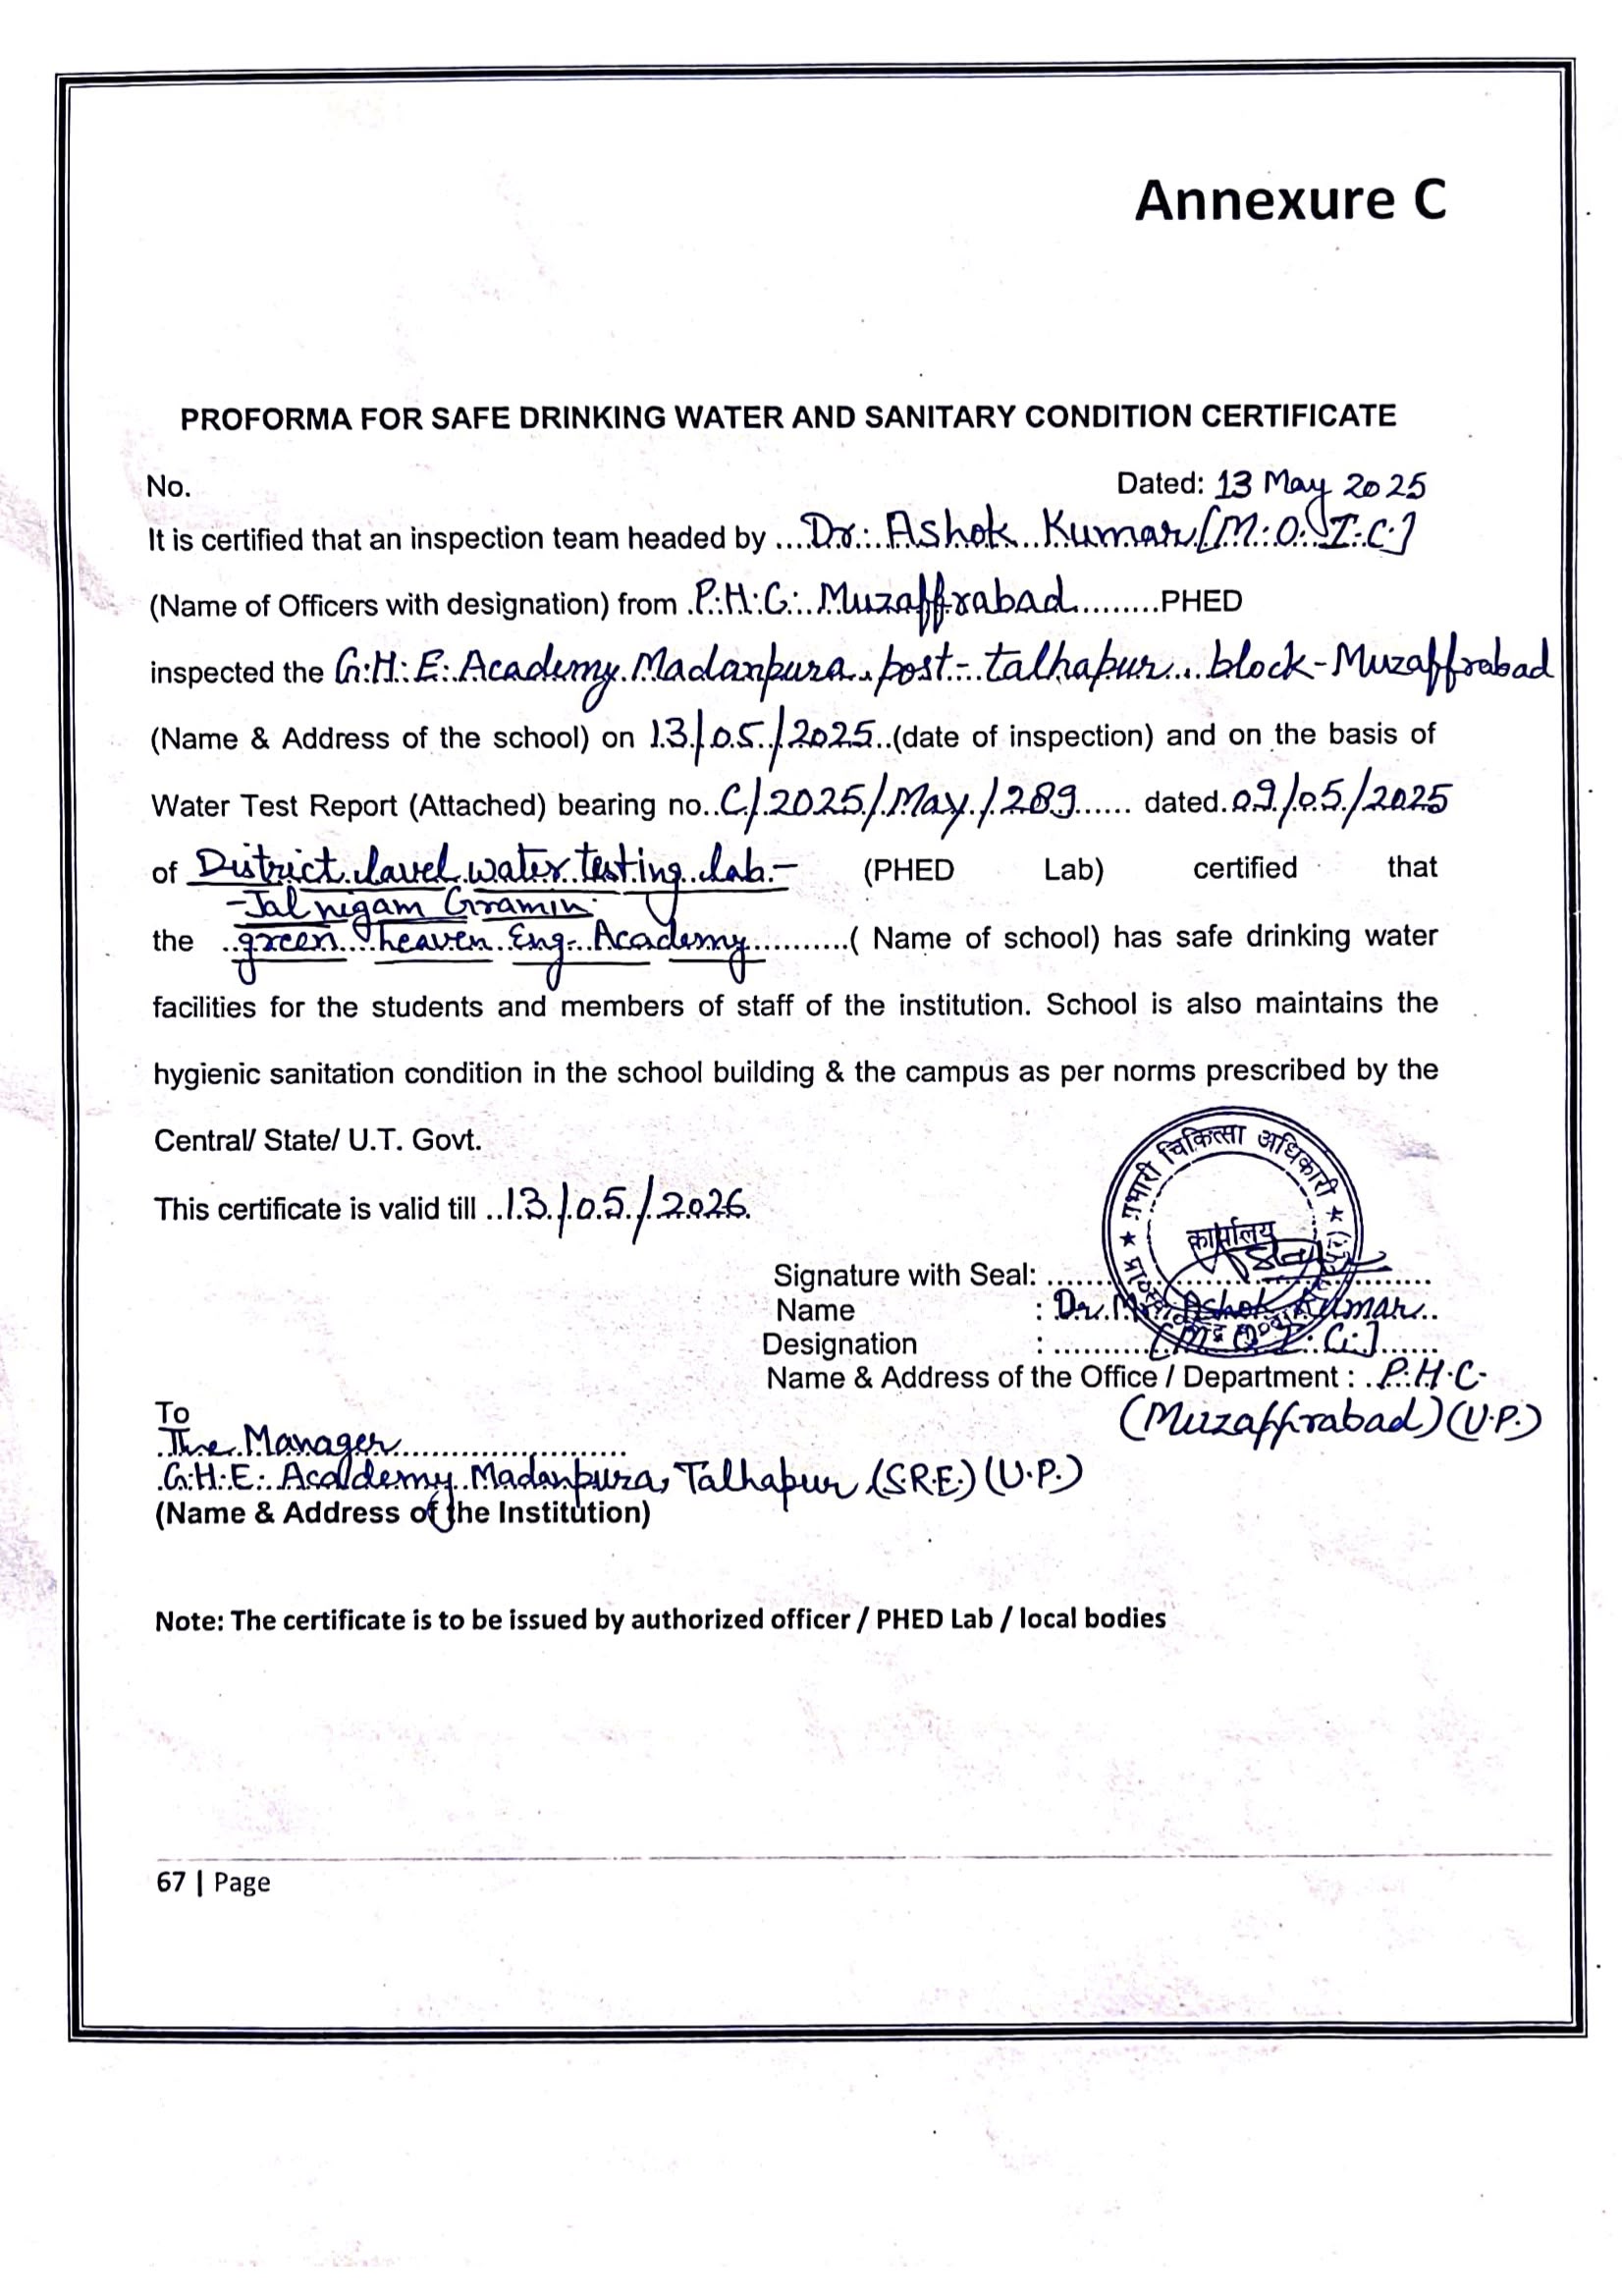 Annexure C
PROFORMA FOR SAFE DRINKING WATER AND SANITARY CONDITION CERTIFICATE
No. Dated: 13 May 2025
It is certified that an inspection team headed by ....Dr. Ashok Kumar [M.O.I.C.]
(Name of Officers with designation) from .P.H.C. Muzaffrabad.........PHED
inspected the G.H.E. Academy Madanpura, post - talhapur block - Muzaffrabad
(Name & Address of the school) on 13/05/2025..(date of inspection) and on the basis of
Water Test Report (Attached) bearing no..C/2025/May/289...... dated.09/05/2025
of District lavel water testing lab - (PHED Lab) certified that
- Jal nigam Gramin
the ..green heaven Eng. Academy..........( Name of school) has safe drinking water
facilities for the students and members of staff of the institution. School is also maintains the
hygienic sanitation condition in the school building & the campus as per norms prescribed by the
Central/ State/ U.T. Govt.
चिकित्सा अधिकारी
This certificate is valid till ..13/05/2026.
कार्यालय
Signature with Seal: ......
Name : Dr. Ashok Kumar..
Designation : ..........[M.O.I.C.]......
Name & Address of the Office / Department : .P.H.C.
(Muzaffrabad) (U.P.)
To
The Manager......................
G.H.E. Acaldemy Madanpura, Talhapur (S.R.E.) (U.P.)
(Name & Address of the Institution)
Note: The certificate is to be issued by authorized officer / PHED Lab / local bodies
67 | Page